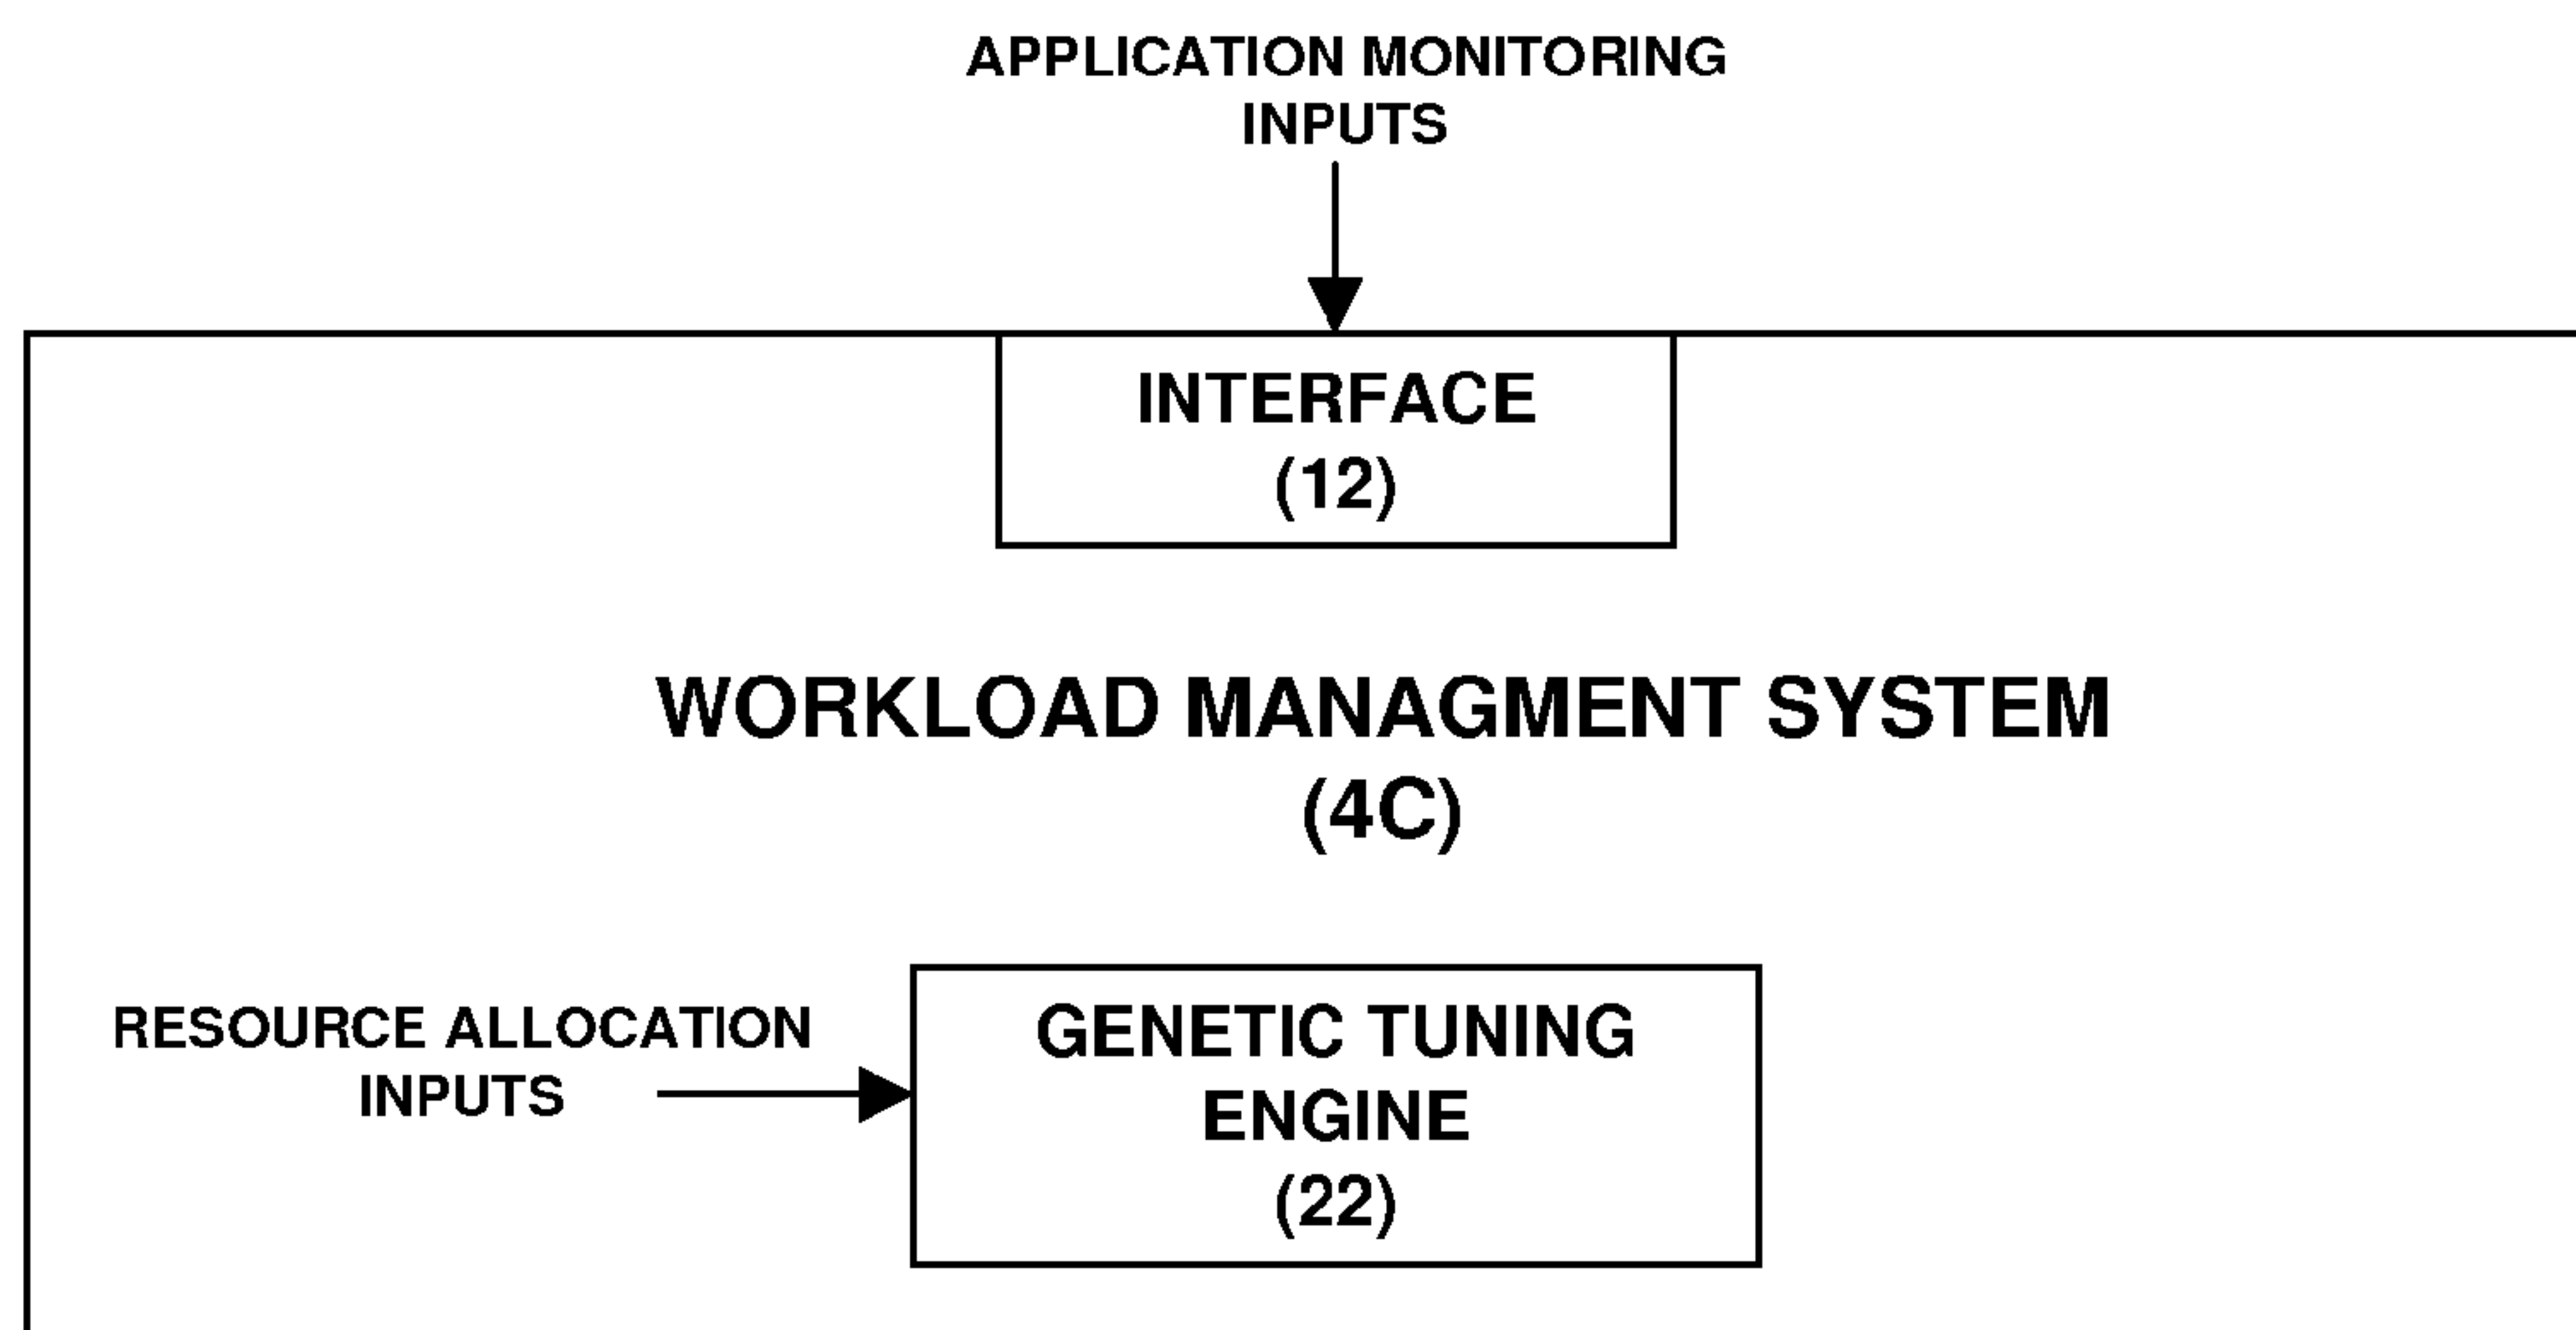 APPLICATION MONITORING
INPUTS
INTERFACE
(12)
WORKLOAD MANAGMENT SYSTEM
(4C)
RESOURCE ALLOCATION
INPUTS
GENETIC TUNING
ENGINE
(22)